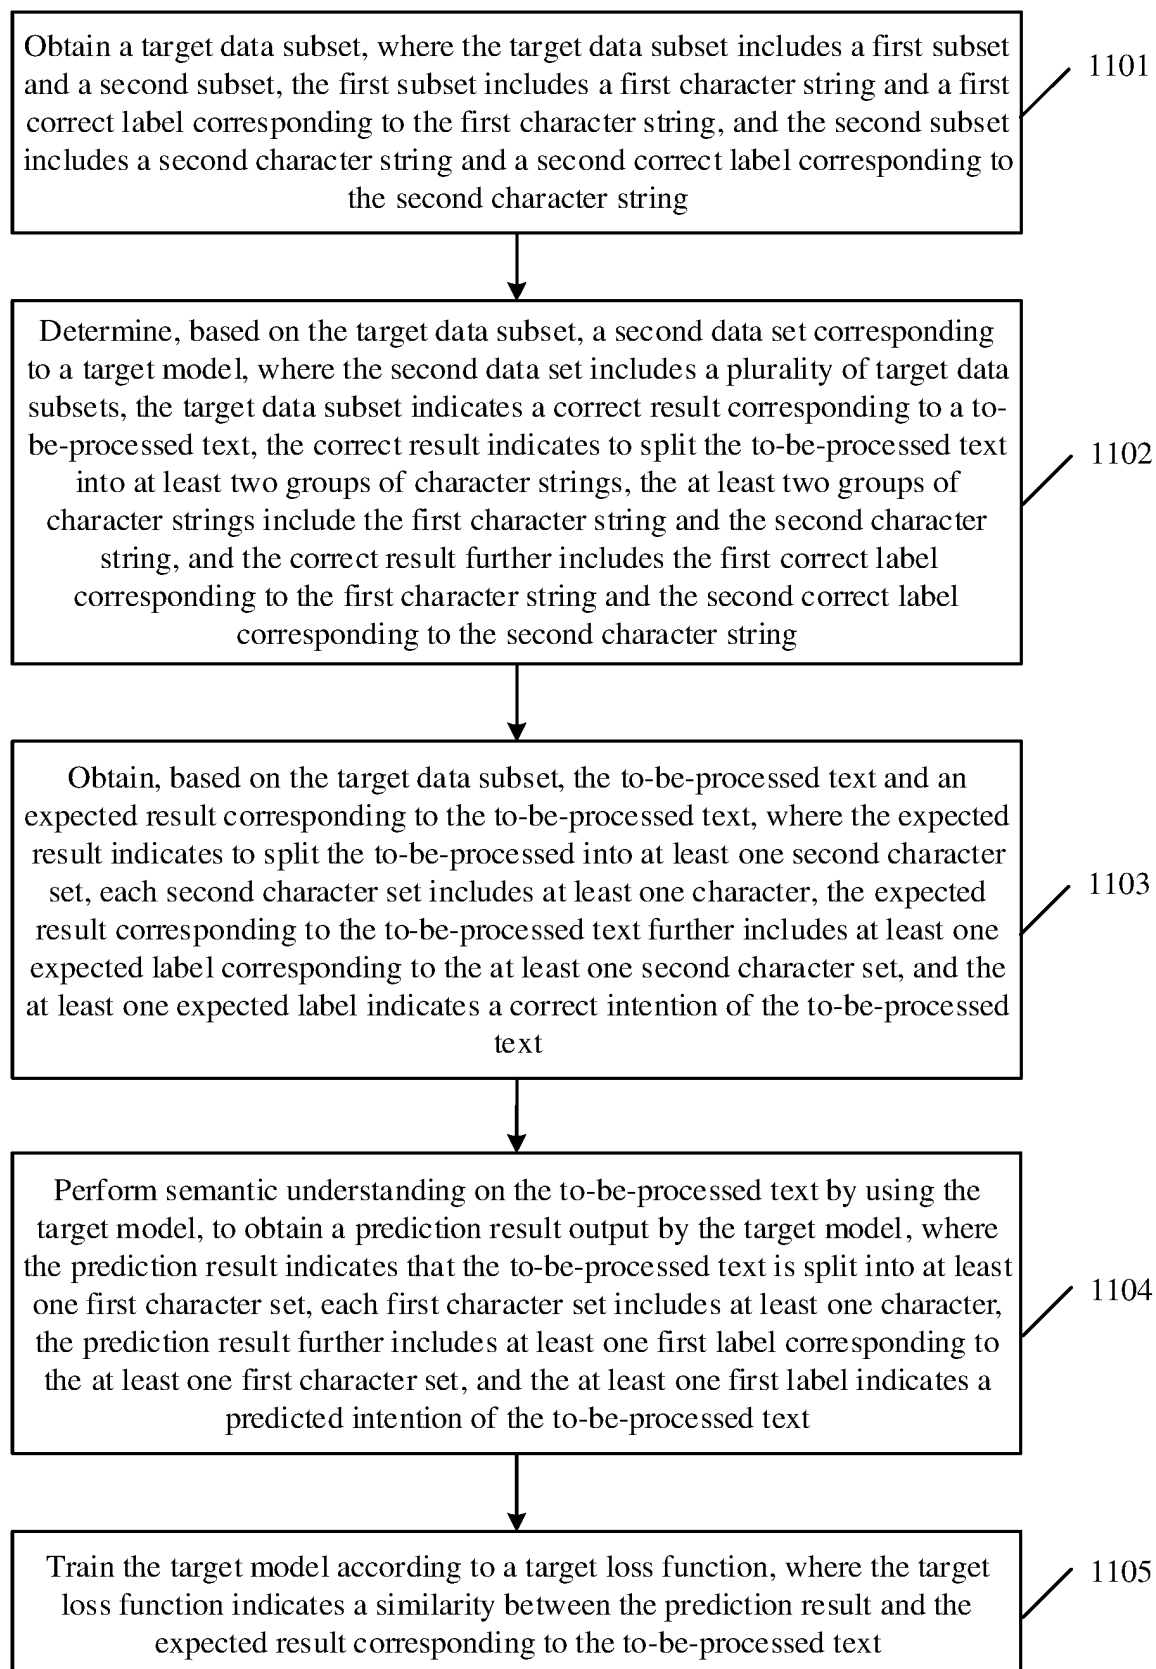 Obtain a target data subset, where the target data subset includes a first subset
and a second subset, the first subset includes a first character string and a first
correct label corresponding to the first character string, and the second subset
includes a second character string and a second correct label corresponding to
the second character string
1101
Determine, based on the target data subset, a second data set corresponding
to a target model, where the second data set includes a plurality of target data
subsets, the target data subset indicates a correct result corresponding to a to-
be-processed text, the correct result indicates to split the to-be-processed text
into at least two groups of character strings, the at least two groups of
character strings include the first character string and the second character
string, and the correct result further includes the first correct label
corresponding to the first character string and the second correct label
corresponding to the second character string
1102
Obtain, based on the target data subset, the to-be-processed text and an
expected result corresponding to the to-be-processed text, where the expected
result indicates to split the to-be-processed into at least one second character
set, each second character set includes at least one character, the expected
result corresponding to the to-be-processed text further includes at least one
expected label corresponding to the at least one second character set, and the
at least one expected label indicates a correct intention of the to-be-processed
text
1103
Perform semantic understanding on the to-be-processed text by using the
target model, to obtain a prediction result output by the target model, where
the prediction result indicates that the to-be-processed text is split into at least
one first character set, each first character set includes at least one character,
the prediction result further includes at least one first label corresponding to
the at least one first character set, and the at least one first label indicates a
predicted intention of the to-be-processed text
1104
Train the target model according to a target loss function, where the target
loss function indicates a similarity between the prediction result and the
expected result corresponding to the to-be-processed text
1105